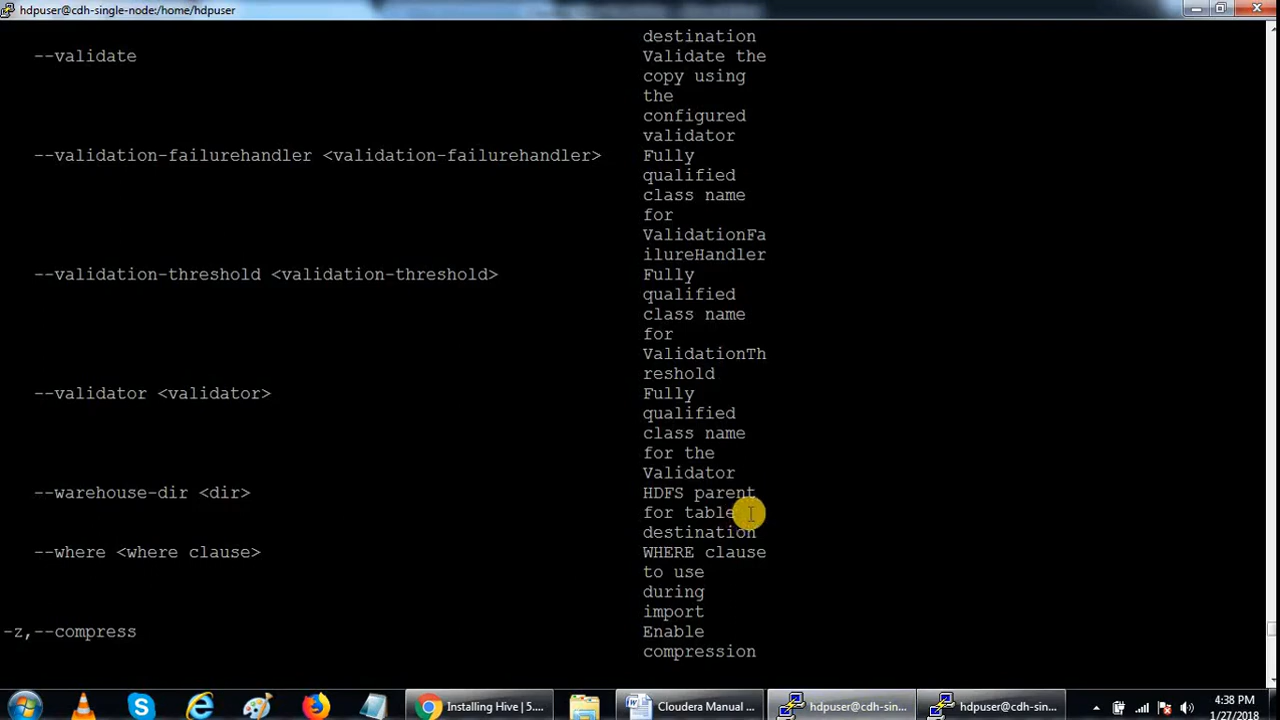 hdpuser@cdh-single-node:/home/hdpuser
destination
--validate Validate the
copy using
the
configured
validator
--validation-failurehandler <validation-failurehandler> Fully
qualified
class name
for
ValidationFa
ilureHandler
--validation-threshold <validation-threshold> Fully
qualified
class name
for
ValidationTh
reshold
--validator <validator> Fully
qualified
class name
for the
Validator
--warehouse-dir <dir> HDFS parent
for table
destination
--where <where clause> WHERE clause
to use
during
import
-z,--compress Enable
compression
Installing Hive | 5.... Cloudera Manual ... hdpuser@cdh-sin... hdpuser@cdh-sin... 4:38 PM
1/27/2018